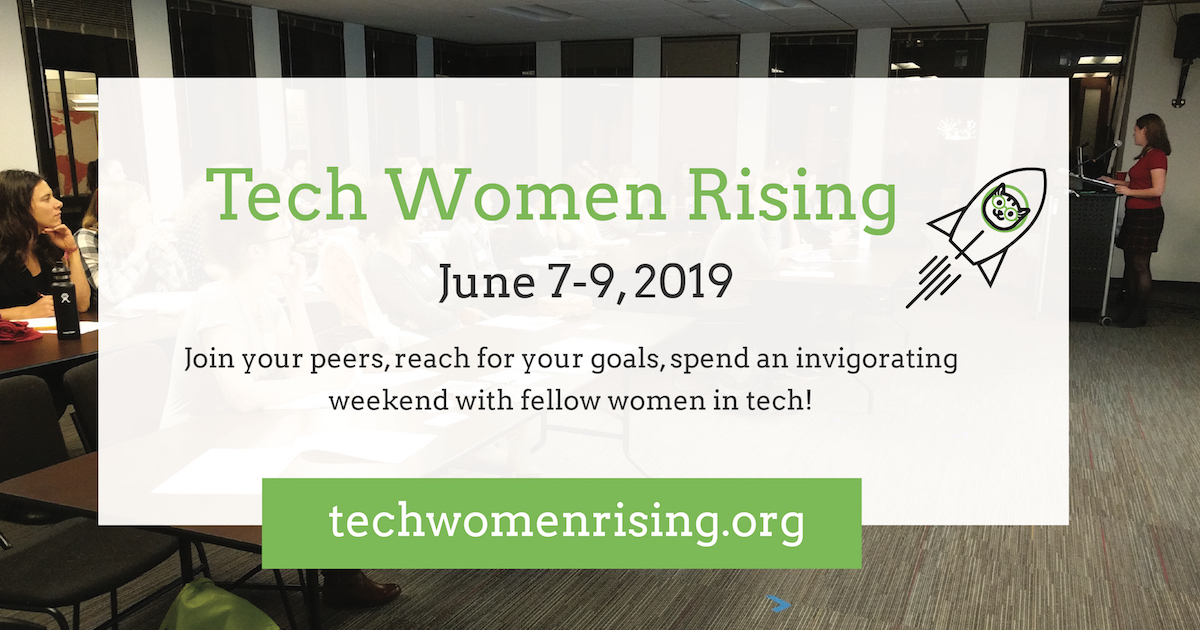 Tech Women Rising
June 7-9, 2019
Join your peers, reach for your goals, spend an invigorating
weekend with fellow women in tech!
techwomenrising.org